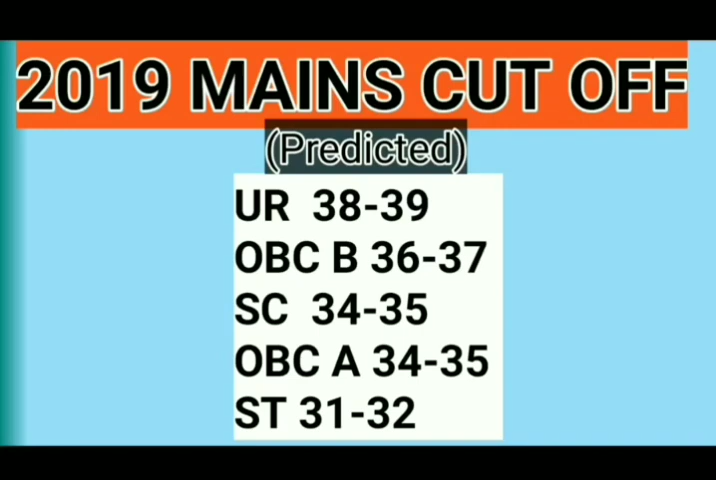 2019 MAINS CUT OFF
(Predicted)
UR 38-39
OBC B 36-37
SC 34-35
OBC A 34-35
ST 31-32